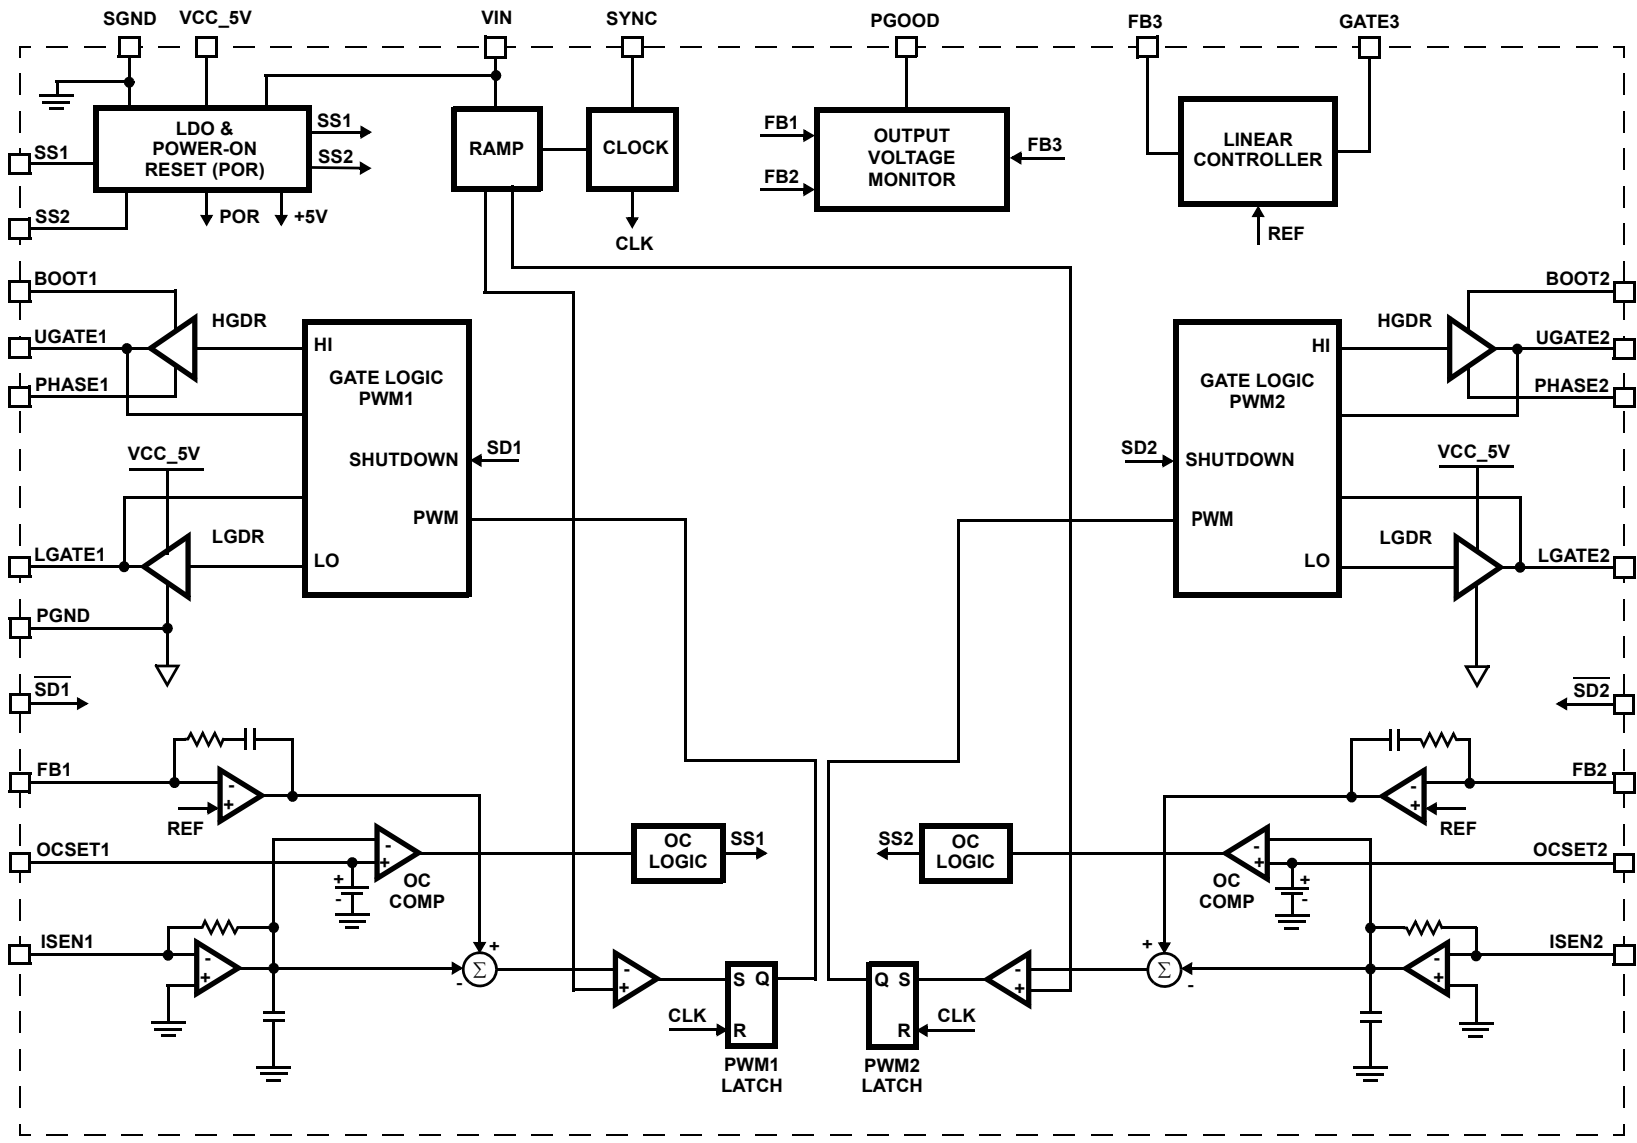 SGND VCC_5V VIN SYNC PGOOD FB3 GATE3
LDO &
POWER-ON
RESET (POR)
SS1
SS2
SS1
SS2
POR
+5V
RAMP
CLOCK
CLK
FB1
FB2
OUTPUT
VOLTAGE
MONITOR
FB3
LINEAR
CONTROLLER
REF
BOOT1
UGATE1
PHASE1
HGDR
HI
GATE LOGIC
PWM1
SHUTDOWN
SD1
PWM
LO
VCC_5V
LGDR
LGATE1
PGND
BOOT2
UGATE2
PHASE2
HGDR
HI
GATE LOGIC
PWM2
SD2
SHUTDOWN
PWM
LO
VCC_5V
LGDR
LGATE2
SD1
SD2
FB1
-
+
REF
OCSET1
-
+
+
-
OC
COMP
OC
LOGIC
SS1
ISEN1
-
+
+
Σ
-
-
+
S Q
CLK
R
PWM1
LATCH
FB2
-
+
REF
OCSET2
-
+
+
-
OC
COMP
OC
LOGIC
SS2
ISEN2
-
+
+
Σ
-
-
+
Q S
R
CLK
PWM2
LATCH